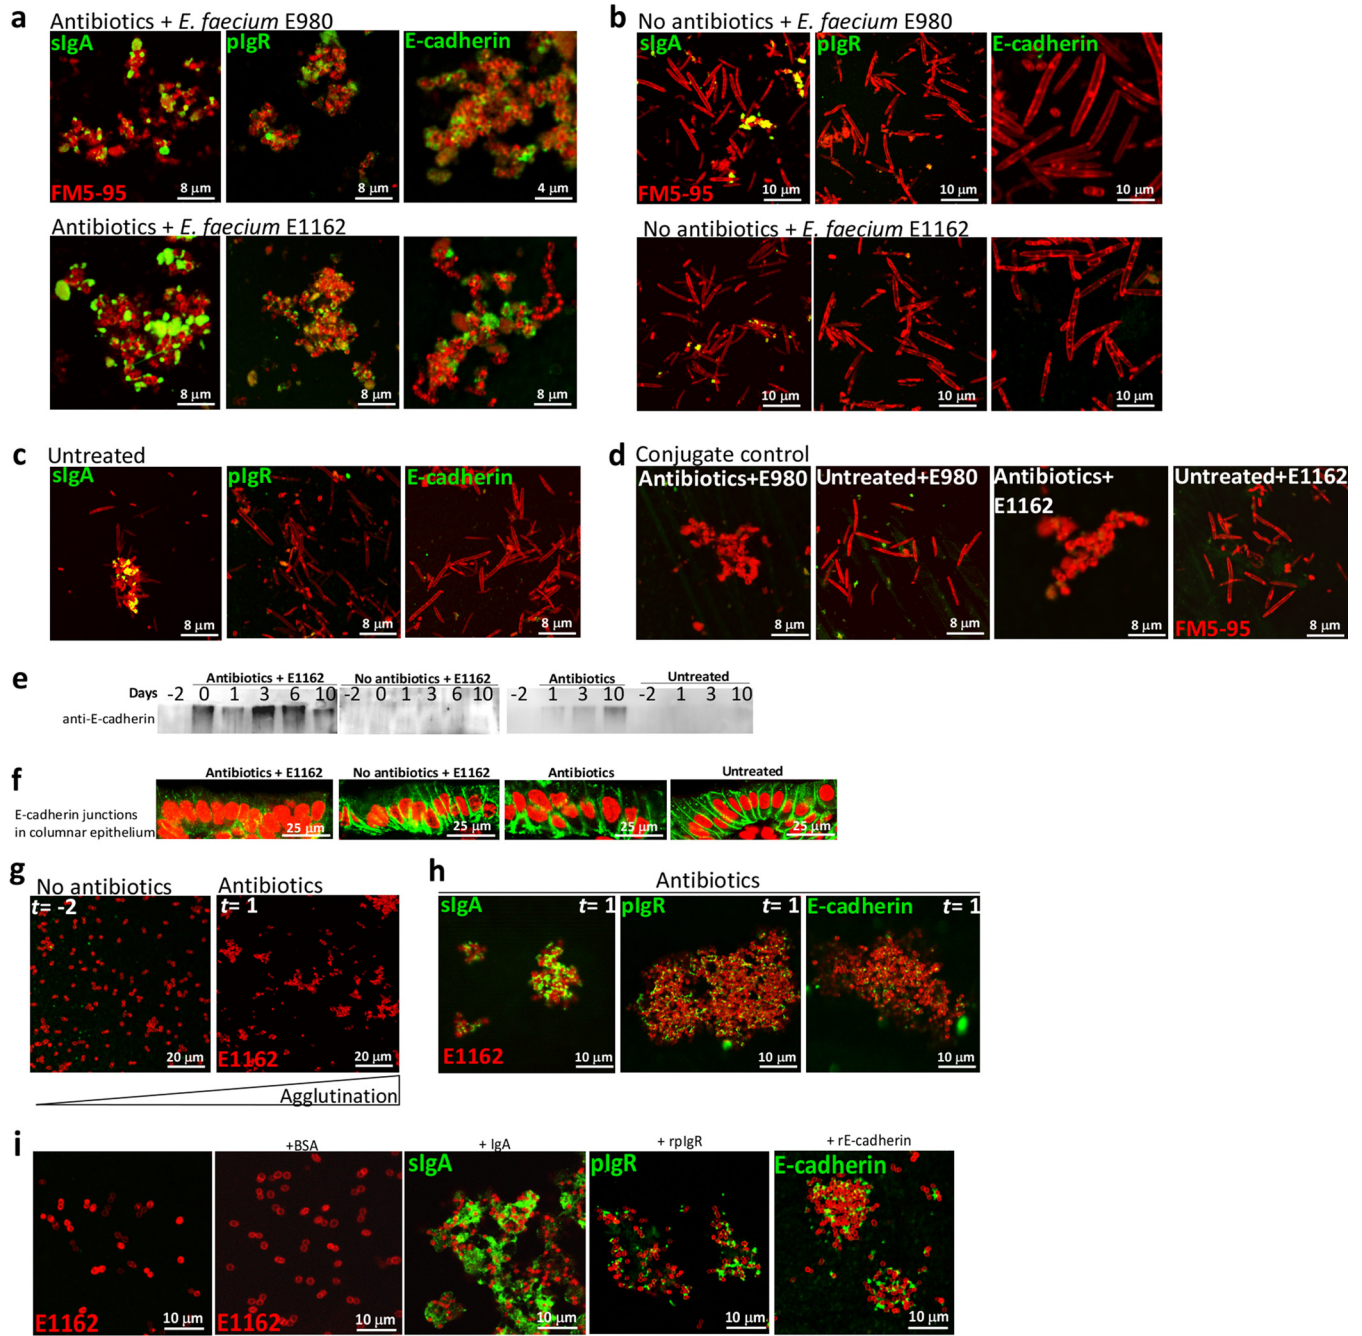 a
Antibiotics + E. faecium E980
sIgA
pIgR
E-cadherin
FM5-95
8 μm
8 μm
4 μm
Antibiotics + E. faecium E1162
8 μm
8 μm
8 μm
b
No antibiotics + E. faecium E980
sIgA
pIgR
E-cadherin
FM5-95
10 μm
10 μm
10 μm
No antibiotics + E. faecium E1162
10 μm
10 μm
10 μm
c
Untreated
sIgA
pIgR
E-cadherin
8 μm
8 μm
8 μm
d
Conjugate control
Antibiotics+E980
Untreated+E980
Antibiotics+
E1162
Untreated+E1162
8 μm
8 μm
8 μm
FM5-95
8 μm
e
Antibiotics + E1162
No antibiotics + E1162
Antibiotics
Untreated
Days
-2 0 1 3 6 10
-2 0 1 3 6 10
-2 1 3 10
-2 1 3 10
anti-E-cadherin
f
Antibiotics + E1162
No antibiotics + E1162
Antibiotics
Untreated
E-cadherin junctions
in columnar epithelium
25 μm
25 μm
25 μm
25 μm
g
No antibiotics
Antibiotics
t= -2
t= 1
20 μm
E1162
20 μm
Agglutination
h
Antibiotics
sIgA
t= 1
pIgR
t= 1
E-cadherin
t= 1
E1162
10 μm
10 μm
10 μm
i
+BSA
+ IgA
+ rpIgR
+ rE-cadherin
sIgA
pIgR
E-cadherin
E1162
10 μm
E1162
10 μm
10 μm
10 μm
10 μm